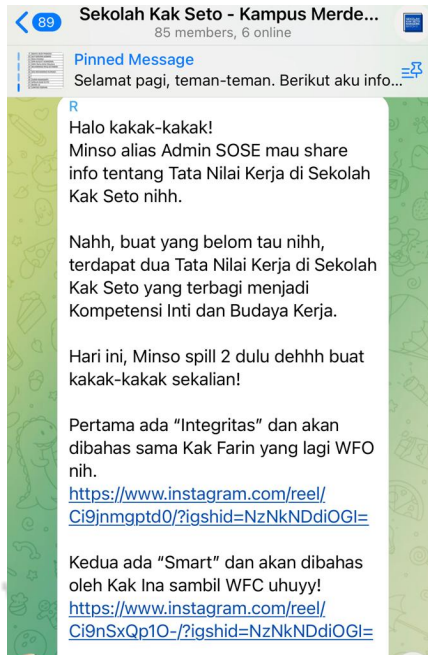 89
Sekolah Kak Seto - Kampus Merde...
85 members, 6 online
Pinned Message
Selamat pagi, teman-teman. Berikut aku info...
R
Halo kakak-kakak!
Minso alias Admin SOSE mau share
info tentang Tata Nilai Kerja di Sekolah
Kak Seto nihh.
Nahh, buat yang belom tau nihh,
terdapat dua Tata Nilai Kerja di Sekolah
Kak Seto yang terbagi menjadi
Kompetensi Inti dan Budaya Kerja.
Hari ini, Minso spill 2 dulu dehhh buat
kakak-kakak sekalian!
Pertama ada “Integritas” dan akan
dibahas sama Kak Farin yang lagi WFO
nih.
https://www.instagram.com/reel/
Ci9jnmgptd0/?igshid=NzNkNDdiOGI=
Kedua ada “Smart” dan akan dibahas
oleh Kak Ina sambil WFC uhuyy!
https://www.instagram.com/reel/
Ci9nSxQp1O-/?igshid=NzNkNDdiOGI=